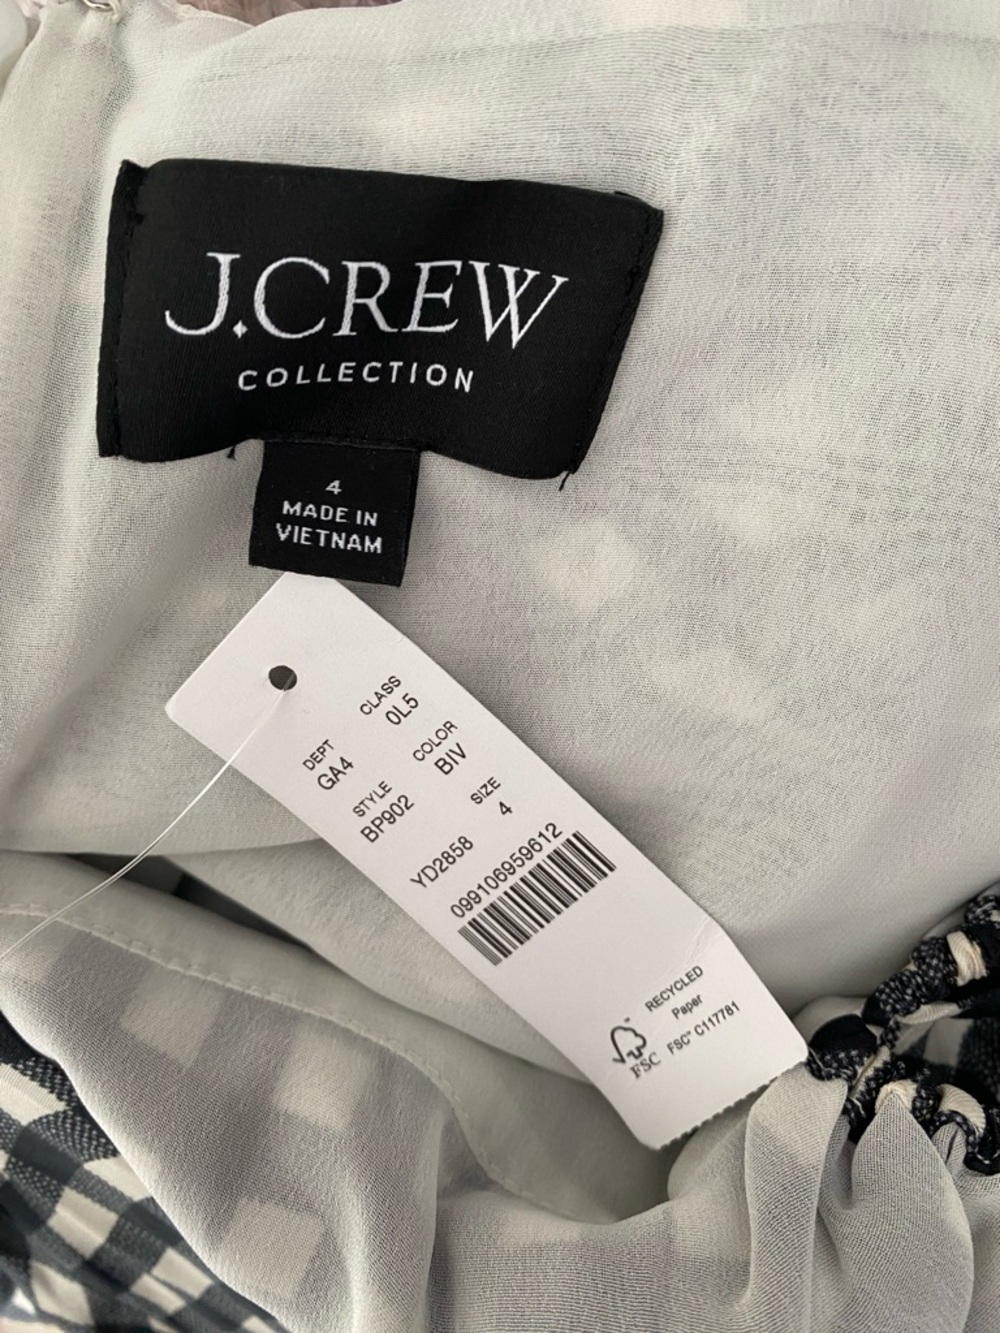 J.CREW
COLLECTION
4
MADE IN
VIETNAM
CLASS
0L5
DEPT
GA4
COLOR
BIV
STYLE
BP902
SIZE
4
YD2858
099106959612
RECYCLED
Paper
FSC™ C117781
FSC